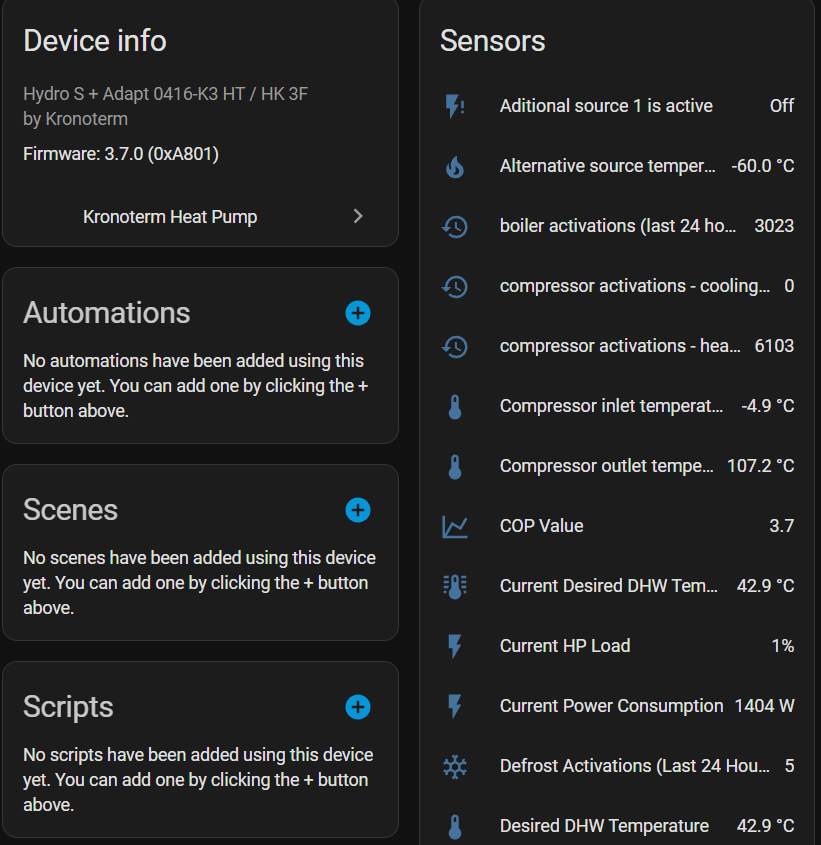 Device info
Hydro S + Adapt 0416-K3 HT / HK 3F
by Kronoterm
Firmware: 3.7.0 (0xA801)
Kronoterm Heat Pump
Automations
No automations have been added using this
device yet. You can add one by clicking the +
button above.
Scenes
No scenes have been added using this device
yet. You can add one by clicking the + button
above.
Scripts
No scripts have been added using this device
yet. You can add one by clicking the + button
above.
Sensors
Aditional source 1 is active Off
Alternative source temper... -60.0 °C
boiler activations (last 24 ho... 3023
compressor activations - cooling... 0
compressor activations - hea... 6103
Compressor inlet temperat... -4.9 °C
Compressor outlet tempe... 107.2 °C
COP Value 3.7
Current Desired DHW Tem... 42.9 °C
Current HP Load 1%
Current Power Consumption 1404 W
Defrost Activations (Last 24 Hou... 5
Desired DHW Temperature 42.9 °C